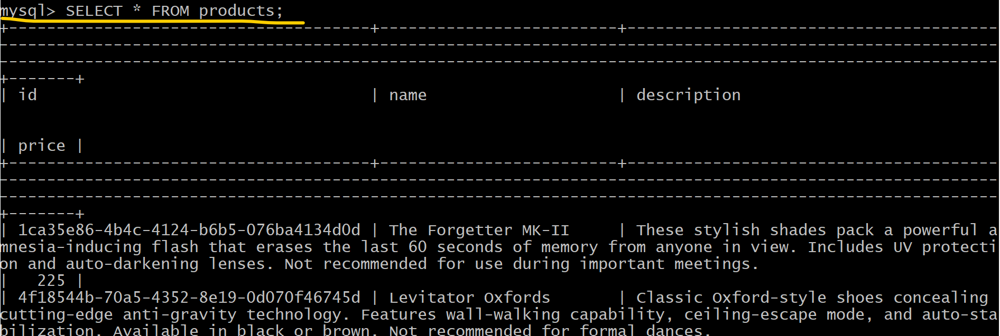 mysql> SELECT * FROM products;
+--------------------------------------+-------------------------+---------------------------------------
---------------------------------------------------------------------------------------------------------
---------------------------------------------------------------------------------------------------------
+-------+
| id | name | description
| price |
+--------------------------------------+-------------------------+---------------------------------------
---------------------------------------------------------------------------------------------------------
---------------------------------------------------------------------------------------------------------
+-------+
| 1ca35e86-4b4c-4124-b6b5-076ba4134d0d | The Forgetter MK-II | These stylish shades pack a powerful a
mnesia-inducing flash that erases the last 60 seconds of memory from anyone in view. Includes UV protecti
on and auto-darkening lenses. Not recommended for use during important meetings.
| 225 |
| 4f18544b-70a5-4352-8e19-0d070f46745d | Levitator Oxfords | Classic Oxford-style shoes concealing
cutting-edge anti-gravity technology. Features wall-walking capability, ceiling-escape mode, and auto-sta
bilization. Available in black or brown. Not recommended for formal dances.